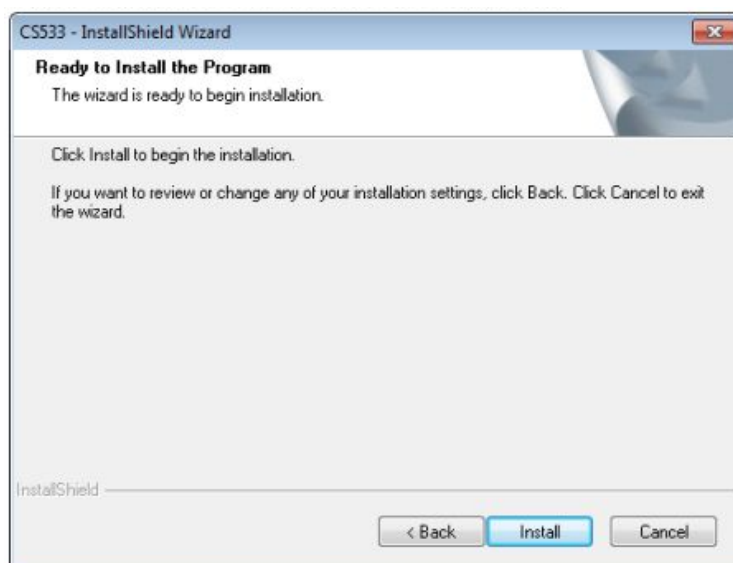 CS533 - InstallShield Wizard
Ready to Install the Program
The wizard is ready to begin installation.
Click Install to begin the installation.
If you want to review or change any of your installation settings, click Back. Click Cancel to exit
the wizard.
InstallShield
< Back
Install
Cancel